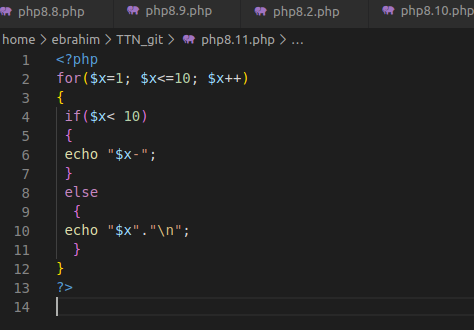 php8.8.php php8.9.php php8.2.php php8.10.php
home > ebrahim > TTN_git > php8.11.php > ...
1 <?php
2 for($x=1; $x<=10; $x++)
3 {
4  if($x< 10)
5  {
6  echo "$x-";
7  }
8  else
9   {
10  echo "$x"."\n";
11   }
12 }
13 ?>
14